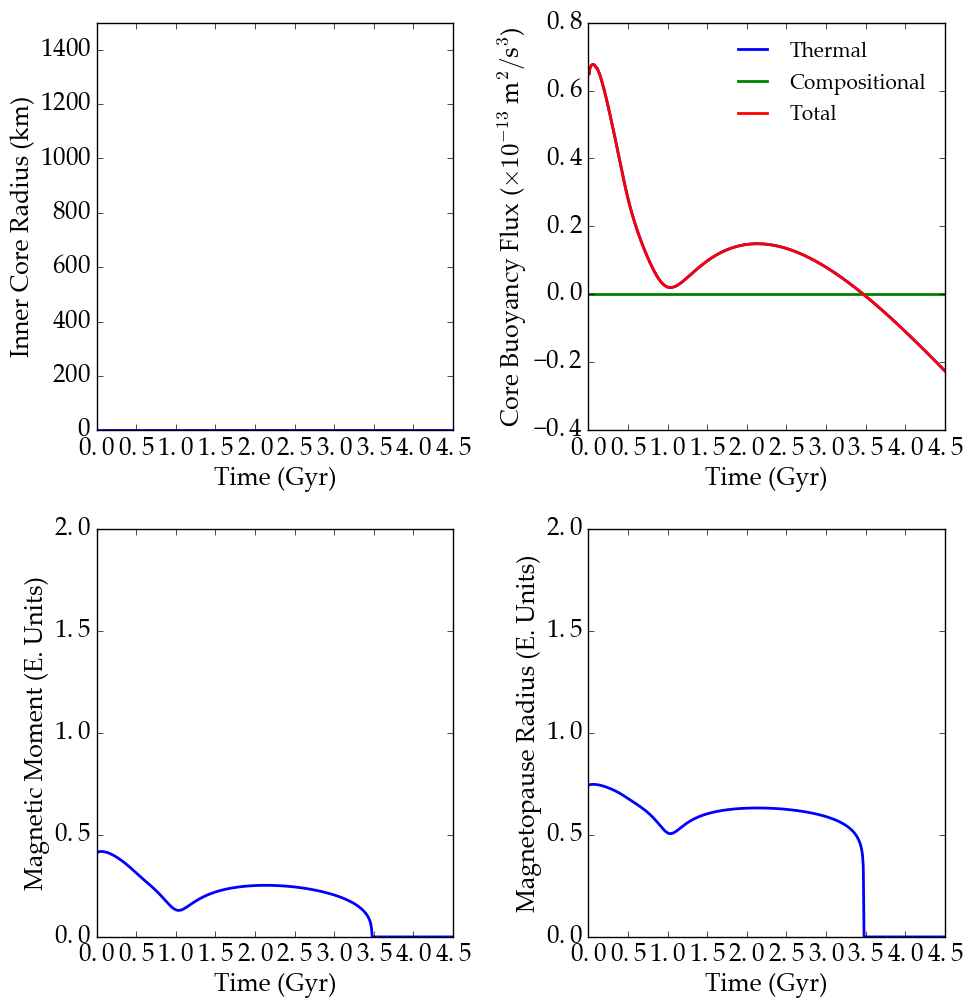 Inner Core Radius (km)
1400
1200
1000
800
600
400
200
0
0.0 0.5 1.0 1.5 2.0 2.5 3.0 3.5 4.0 4.5
Time (Gyr)
Core Buoyancy Flux (×10⁻¹³ m²/s³)
0.8
0.6
0.4
0.2
0.0
−0.2
−0.4
Thermal
Compositional
Total
0.0 0.5 1.0 1.5 2.0 2.5 3.0 3.5 4.0 4.5
Time (Gyr)
Magnetic Moment (E. Units)
2.0
1.5
1.0
0.5
0.0
0.0 0.5 1.0 1.5 2.0 2.5 3.0 3.5 4.0 4.5
Time (Gyr)
Magnetopause Radius (E. Units)
2.0
1.5
1.0
0.5
0.0
0.0 0.5 1.0 1.5 2.0 2.5 3.0 3.5 4.0 4.5
Time (Gyr)